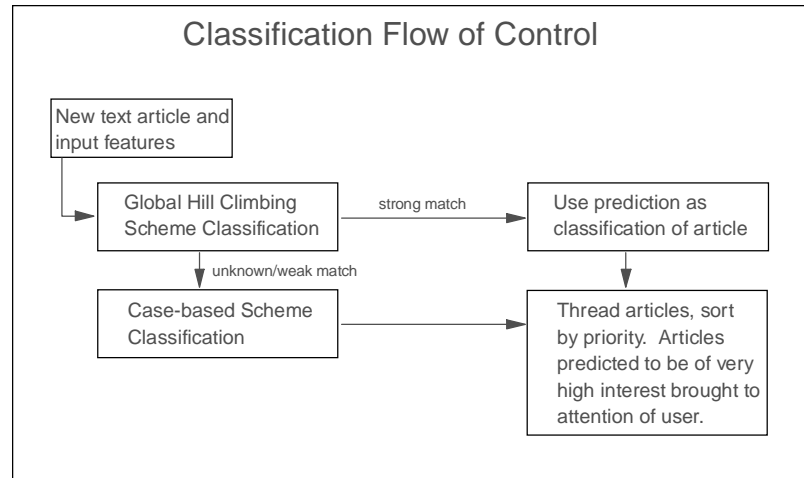 Classification Flow of Control
New text article and
input features
Global Hill Climbing
Scheme Classification
strong match
Use prediction as
classification of article
unknown/weak match
Case-based Scheme
Classification
Thread articles, sort
by priority.  Articles
predicted to be of very
high interest brought to
attention of user.